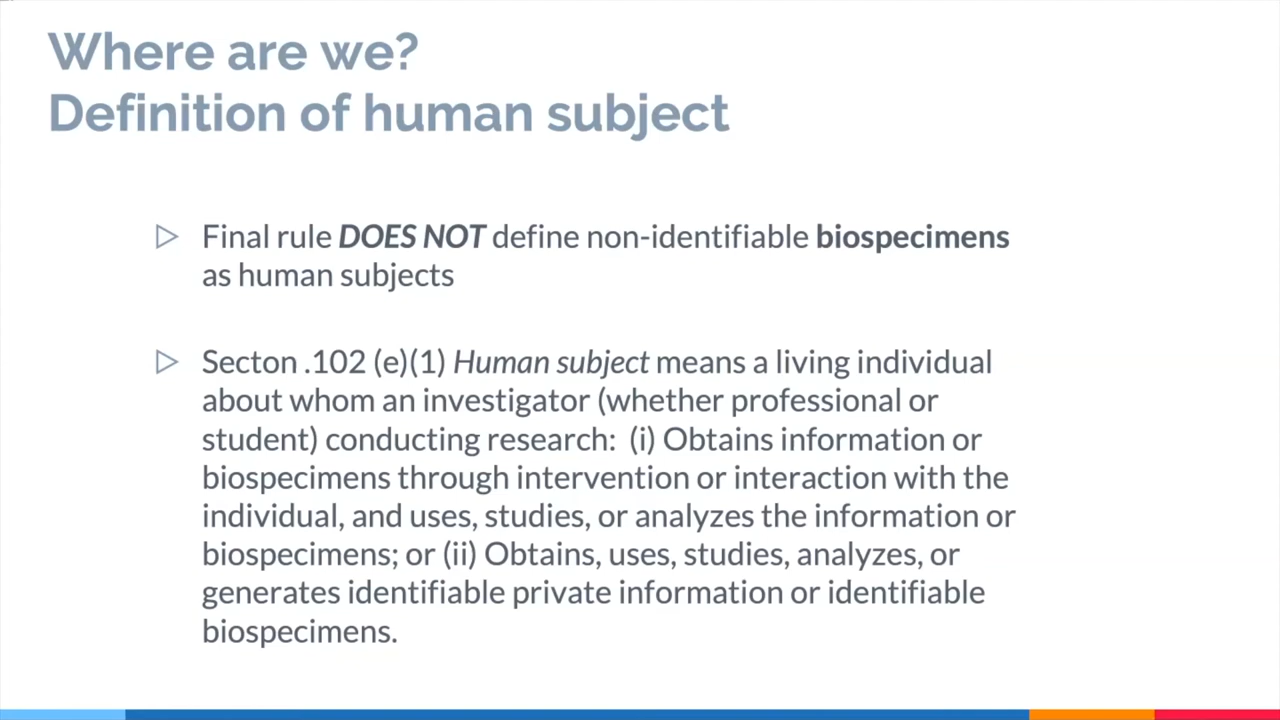 Where are we?
Definition of human subject
Final rule DOES NOT define non-identifiable biospecimens
as human subjects
Secton .102 (e)(1) Human subject means a living individual
about whom an investigator (whether professional or
student) conducting research: (i) Obtains information or
biospecimens through intervention or interaction with the
individual, and uses, studies, or analyzes the information or
biospecimens; or (ii) Obtains, uses, studies, analyzes, or
generates identifiable private information or identifiable
biospecimens.